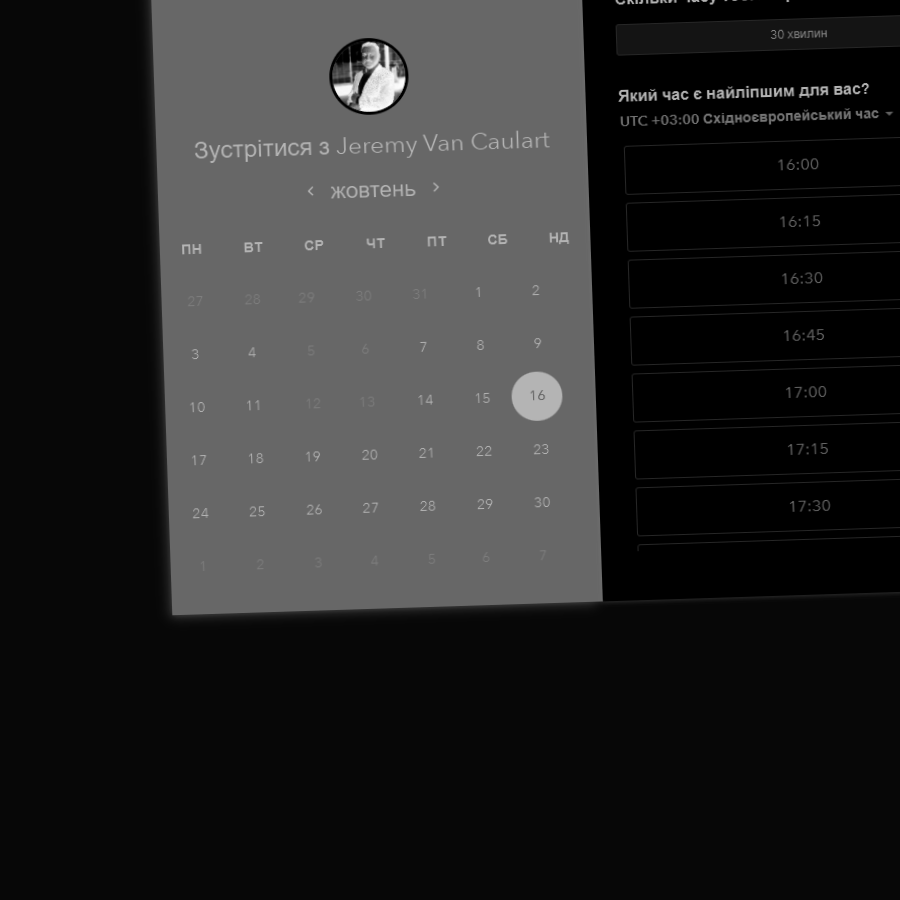 Зустрітися з Jeremy Van Caulart
‹ жовтень ›
ПН ВТ СР ЧТ ПТ СБ НД
27 28 29 30 31 1 2
3 4 5 6 7 8 9
10 11 12 13 14 15 16
17 18 19 20 21 22 23
24 25 26 27 28 29 30
1 2 3 4 5 6 7
Скільки часу
30 хвилин
Який час є найліпшим для вас?
UTC +03:00 Східноєвропейський час
16:00
16:15
16:30
16:45
17:00
17:15
17:30